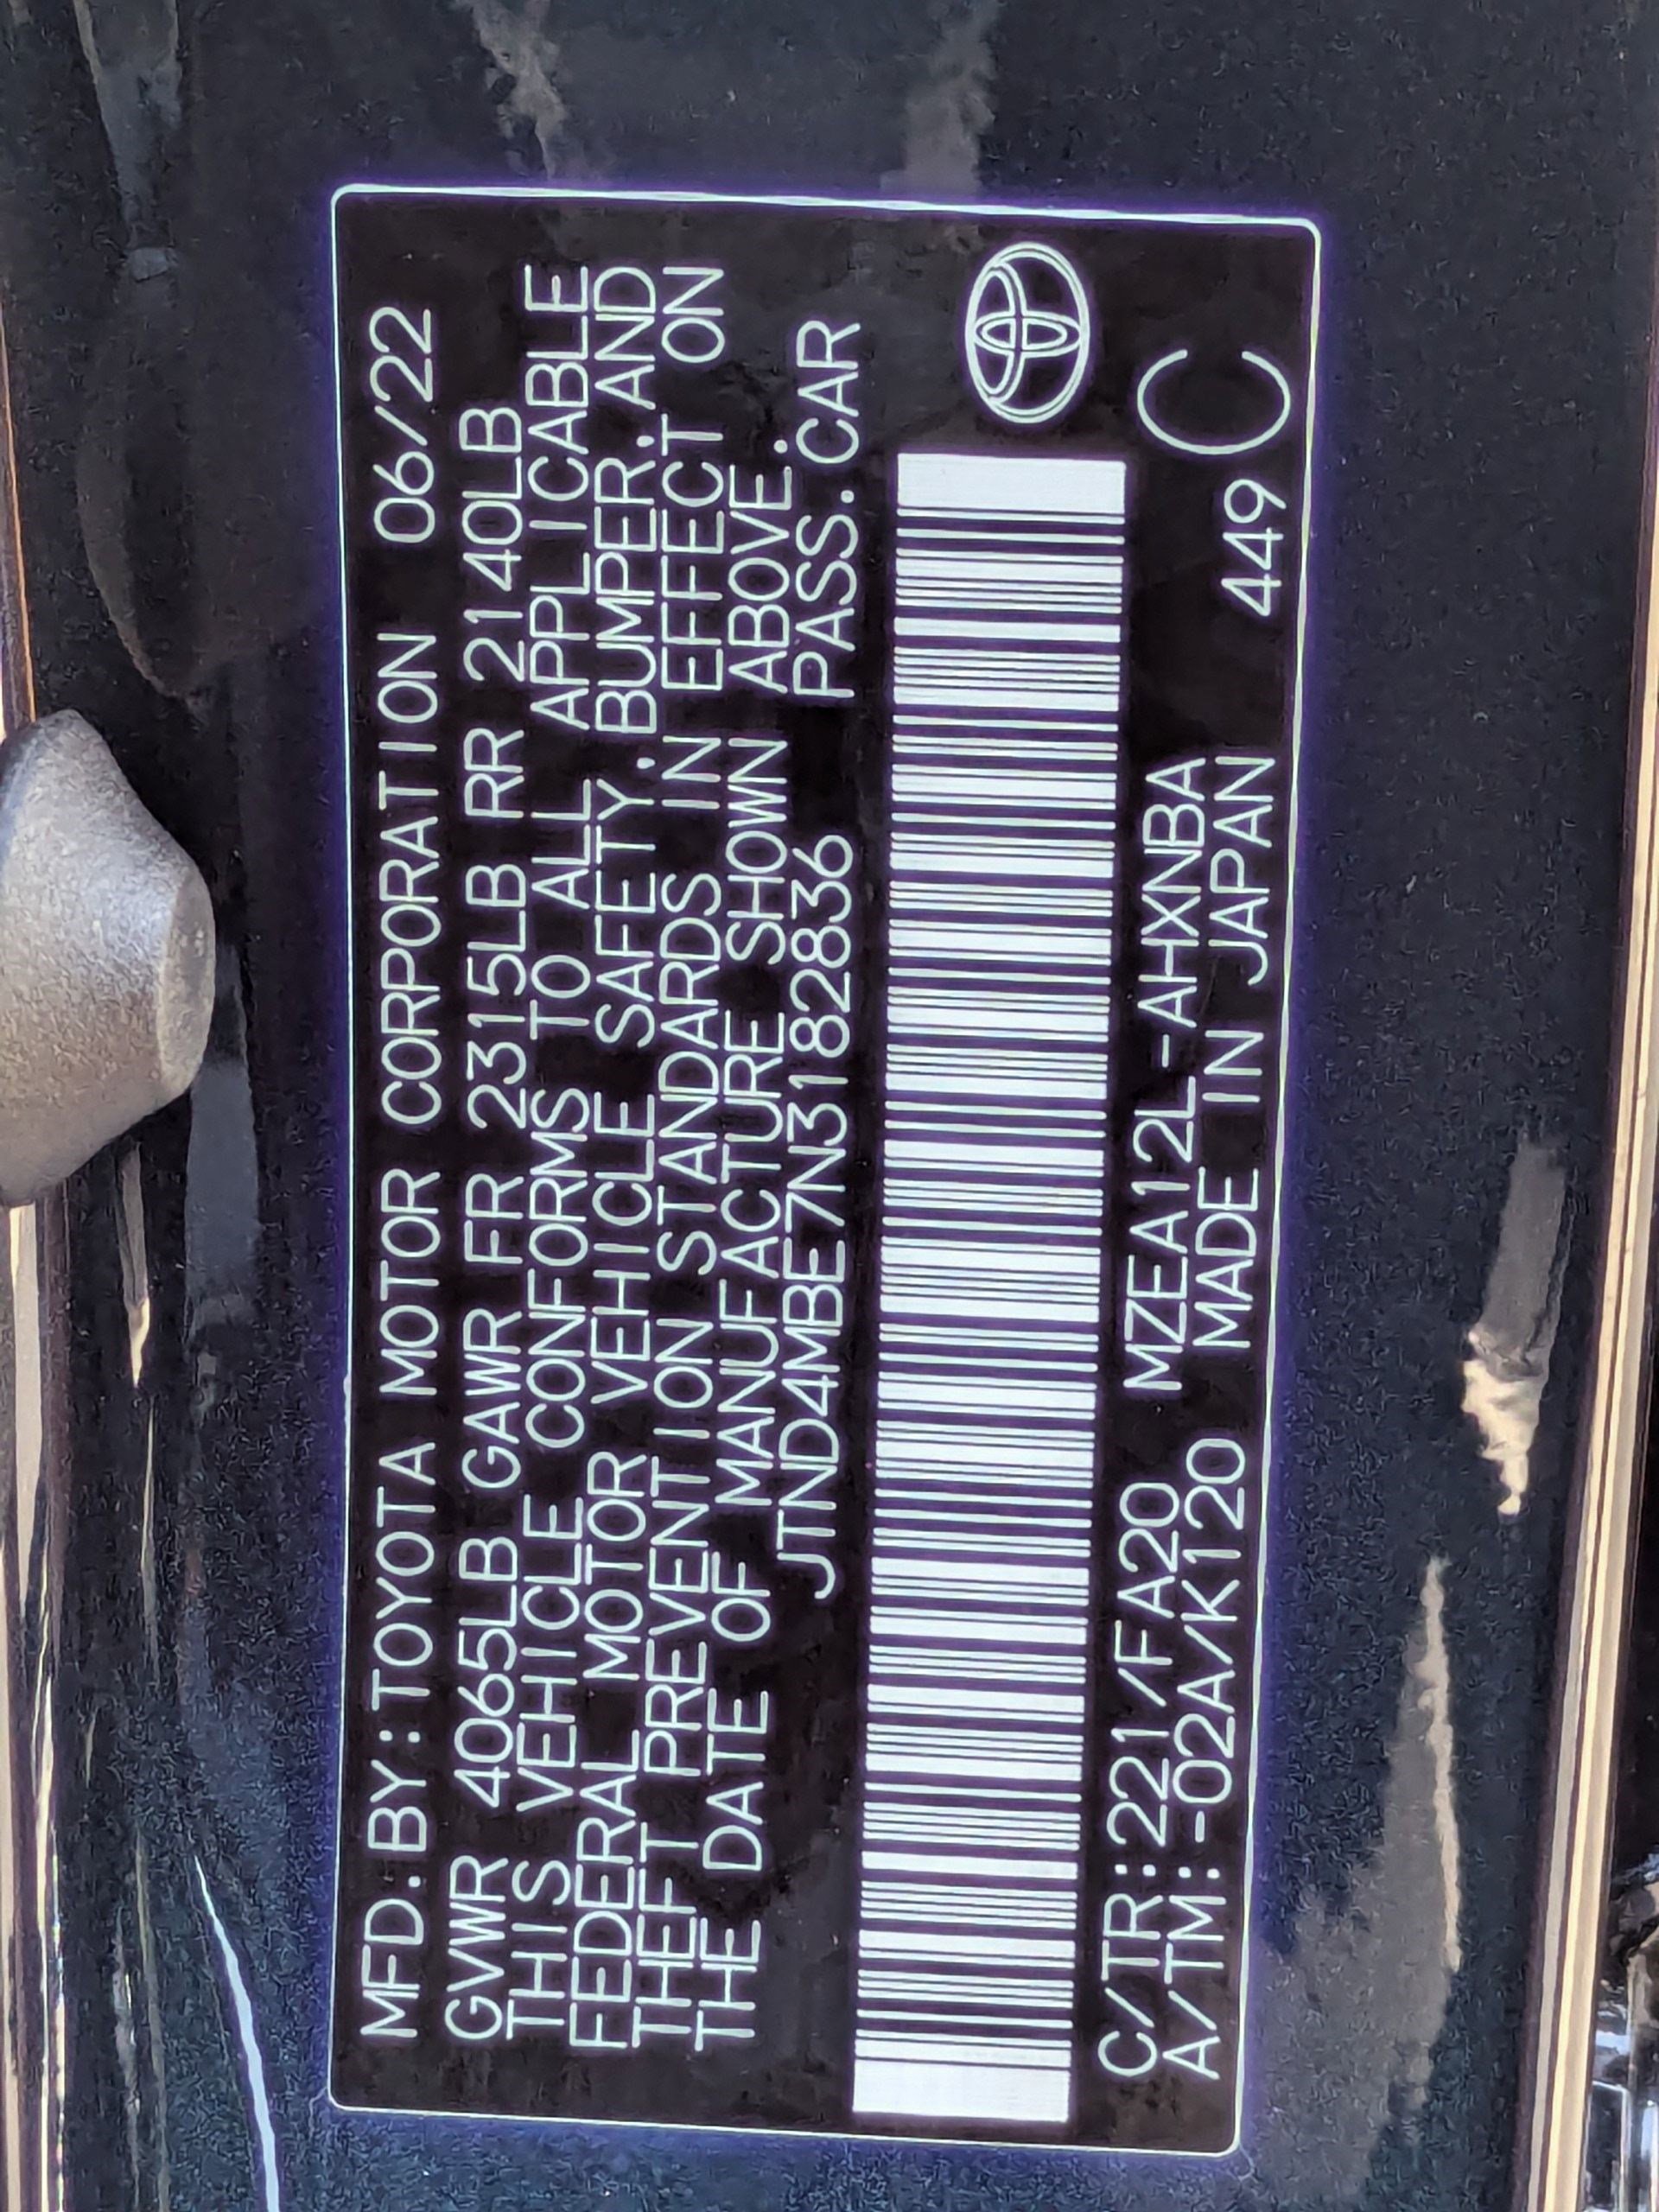 MFD.BY:TOYOTA MOTOR CORPORATION 06/22
GVWR 4065LB GAWR FR 2315LB RR 2140LB
THIS VEHICLE CONFORMS TO ALL APPLICABLE
FEDERAL MOTOR VEHICLE SAFETY.BUMPER.AND
THEFT PREVENTION STANDARDS IN EFFECT ON
THE DATE OF MANUFACTURE SHOWN ABOVE.
JTND4MBE7N3182836 PASS.CAR
C/TR:221/FA20 MZEA12L-AHXNBA
A/TM:-02A/K120 MADE IN JAPAN 449 C